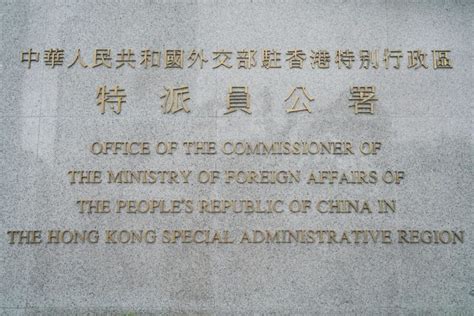 中華人民共和國外交部駐香港特別行政區
特派員公署
OFFICE OF THE COMMISSIONER OF
THE MINISTRY OF FOREIGN AFFAIRS OF
THE PEOPLE'S REPUBLIC OF CHINA IN
THE HONG KONG SPECIAL ADMINISTRATIVE REGION